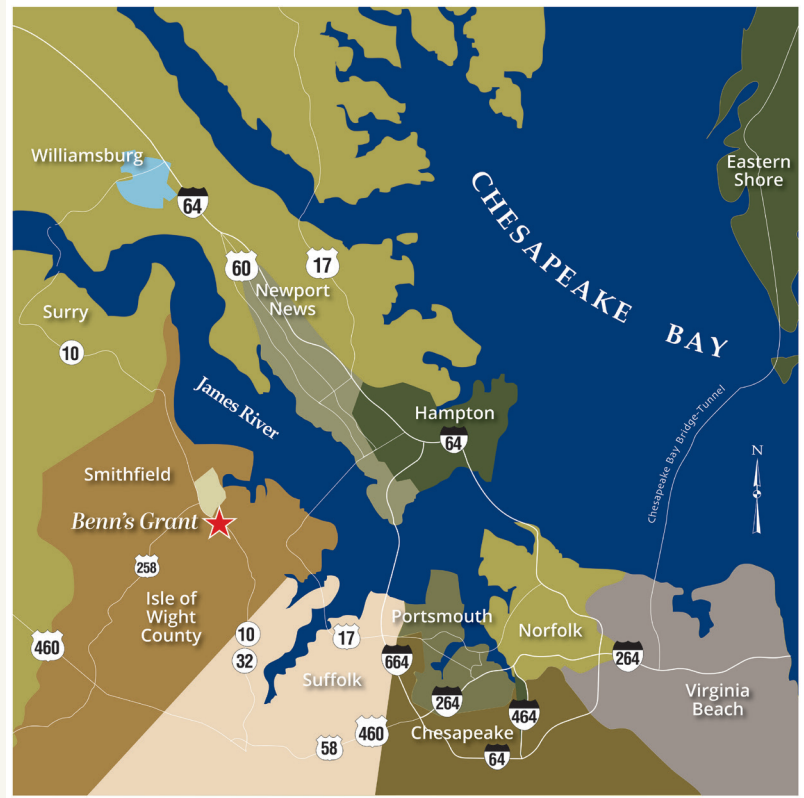 Williamsburg
64
Eastern
Shore
CHESAPEAKE BAY
60
17
Newport
News
Surry
10
James River
Hampton
64
Chesapeake Bay Bridge-Tunnel
N
Smithfield
Benn's Grant
258
Isle of
Wight
County
10
32
460
17
Portsmouth
Norfolk
664
264
Suffolk
264
464
Virginia
Beach
460
Chesapeake
58
64